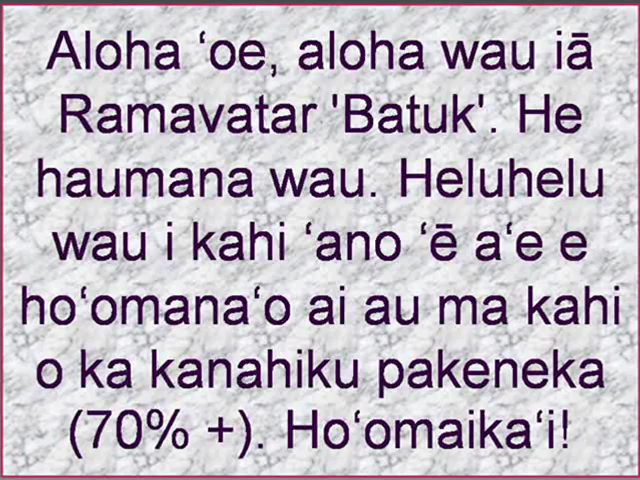 Aloha ʻoe, aloha wau iā
Ramavatar 'Batuk'. He
haumana wau. Heluhelu
wau i kahi ʻano ʻē aʻe e
hoʻomanaʻo ai au ma kahi
o ka kanahiku pakeneka
(70% +). Hoʻomaikaʻi!